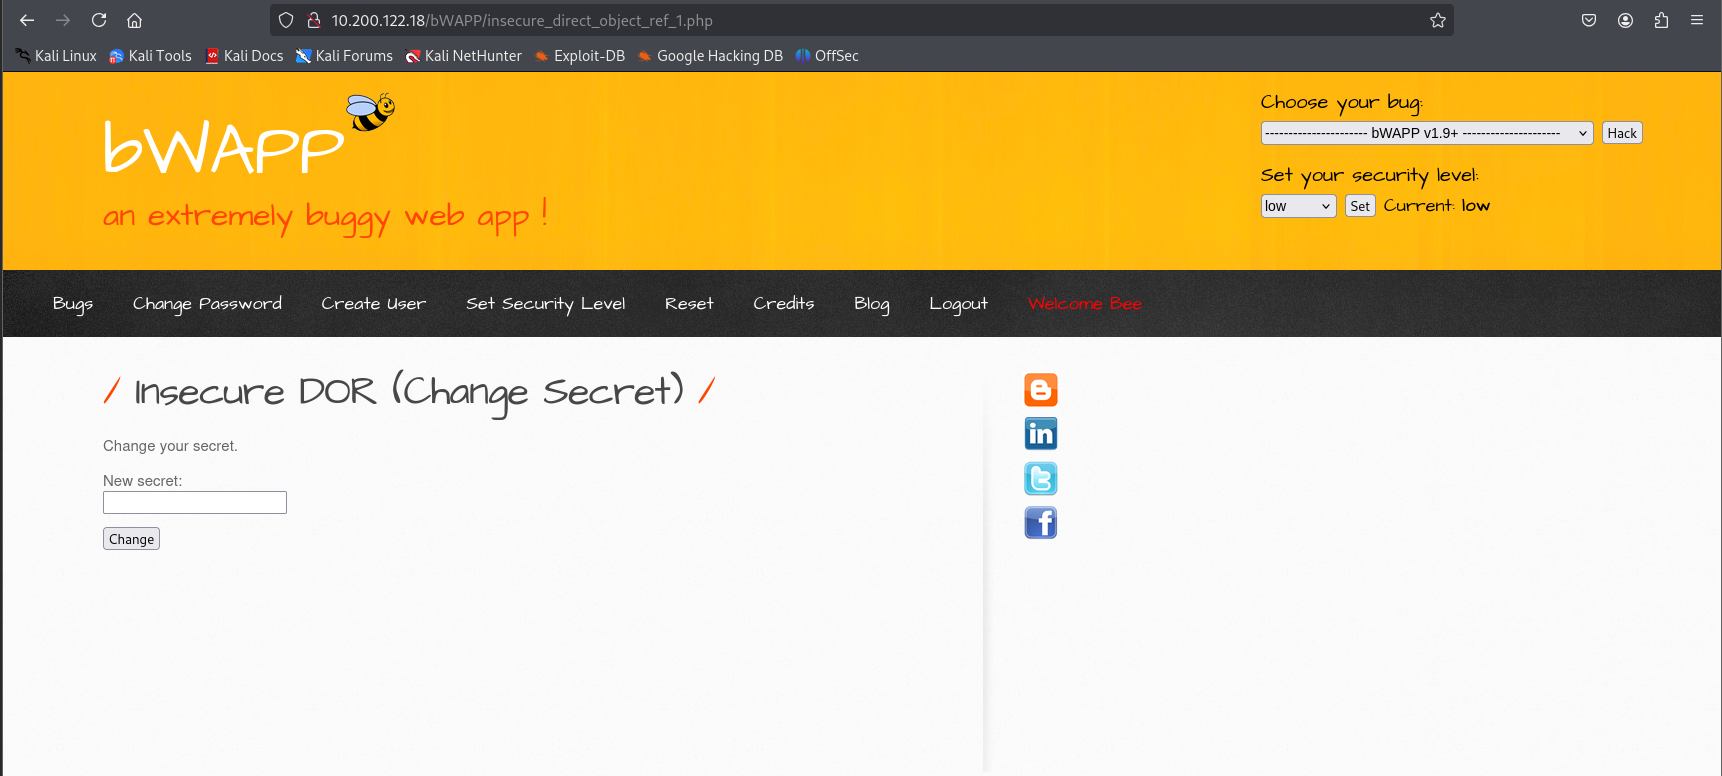 10.200.122.18/bWAPP/insecure_direct_object_ref_1.php
Kali Linux Kali Tools Kali Docs Kali Forums Kali NetHunter Exploit-DB Google Hacking DB OffSec
bWAPP
an extremely buggy web app !
Choose your bug:
---------------------- bWAPP v1.9+ --------------------- Hack
Set your security level:
low Set Current: low
Bugs Change Password Create User Set Security Level Reset Credits Blog Logout Welcome Bee
/ Insecure DOR (Change Secret) /
Change your secret.
New secret:
Change